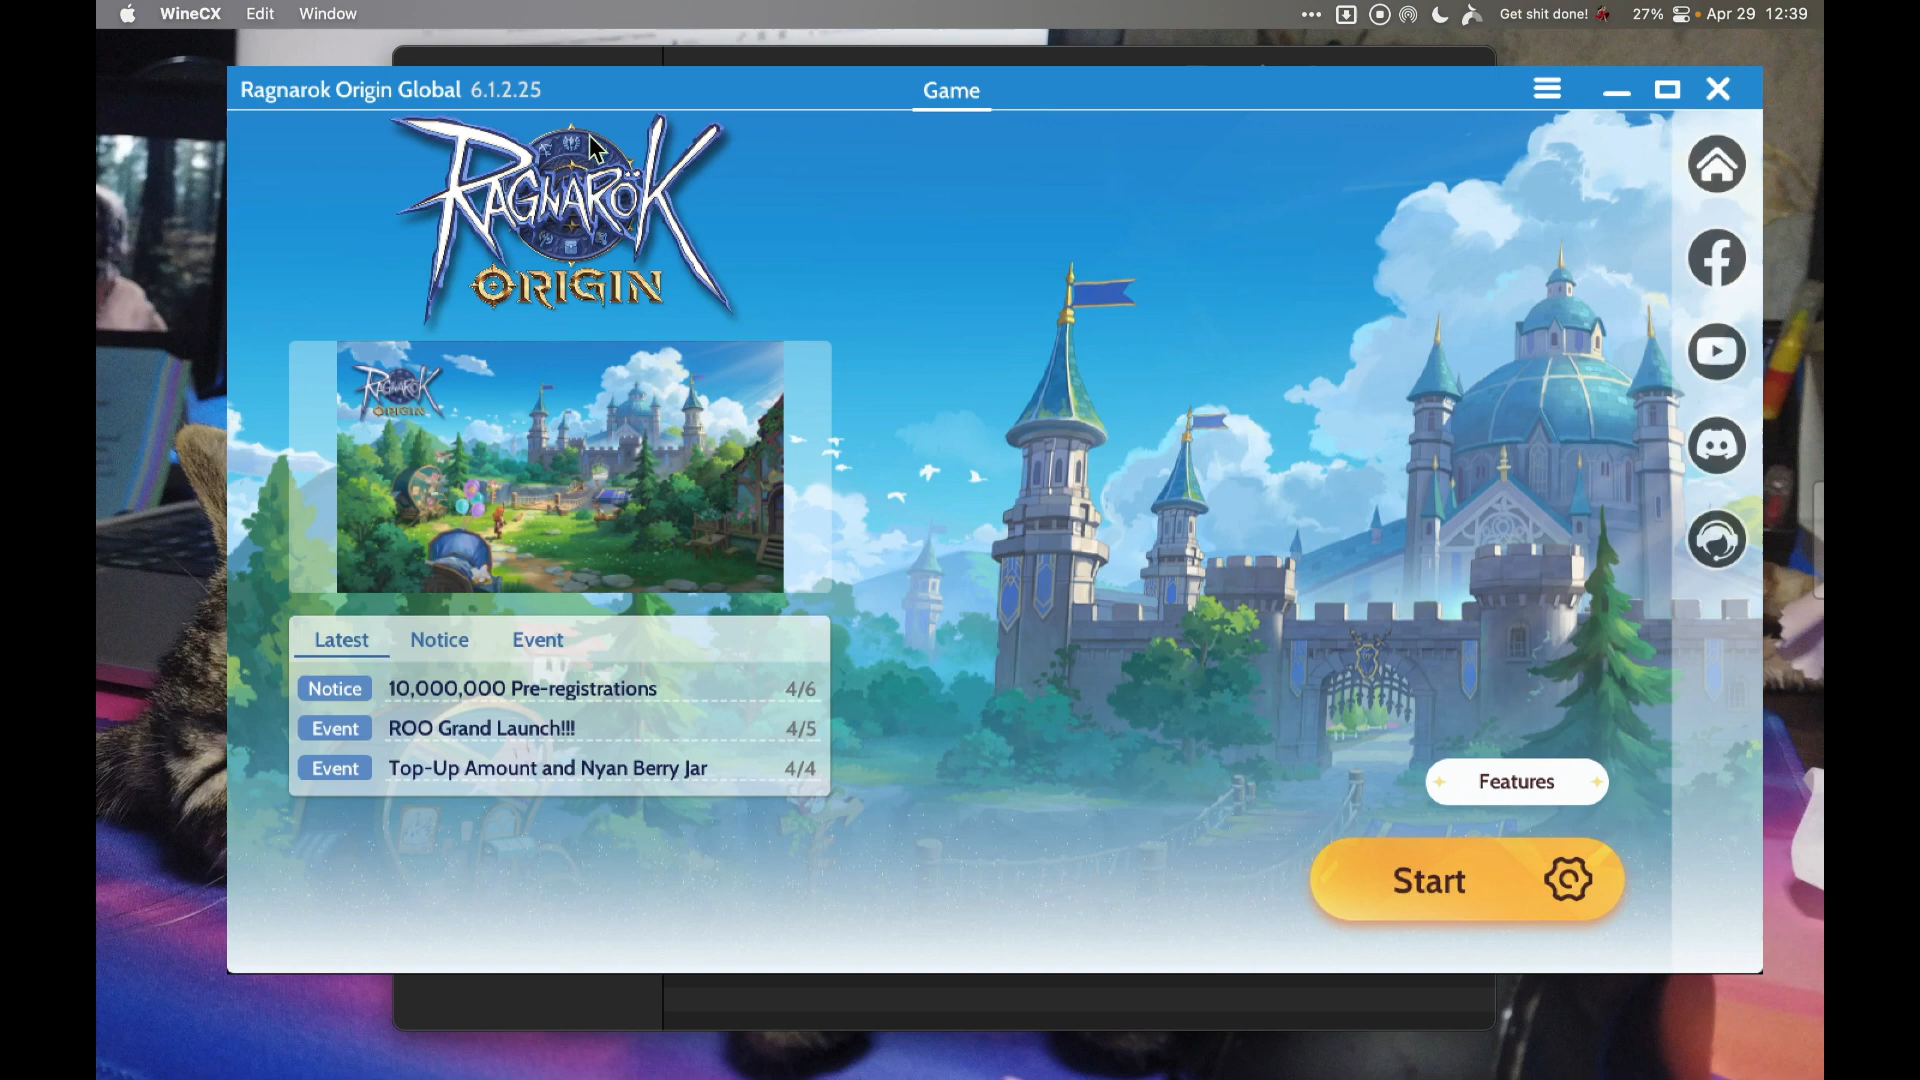 WineCX Edit Window
Get shit done! 27% Apr 29 12:39
Ragnarok Origin Global 6.1.2.25
Game
RAGNARÖK
ORIGIN
RAGNARÖK
ORIGIN
Latest Notice Event
Notice 10,000,000 Pre-registrations 4/6
Event ROO Grand Launch!!! 4/5
Event Top-Up Amount and Nyan Berry Jar 4/4
Features
Start